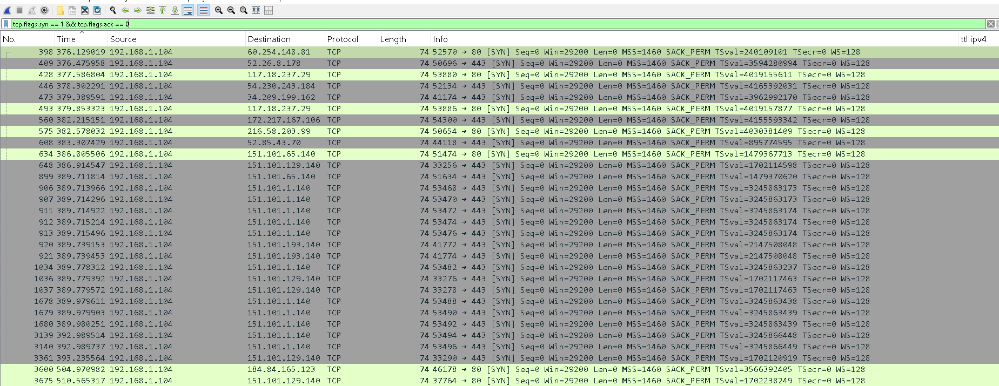 tcp.flags.syn == 1 && tcp.flags.ack == 0
No. Time Source Destination Protocol Length Info ttl ipv4
398 376.129019 192.168.1.104 60.254.148.81 TCP 74 52570 → 80 [SYN] Seq=0 Win=29200 Len=0 MSS=1460 SACK_PERM TSval=240109101 TSecr=0 WS=128
409 376.475958 192.168.1.104 52.26.8.178 TCP 74 50696 → 443 [SYN] Seq=0 Win=29200 Len=0 MSS=1460 SACK_PERM TSval=3594280994 TSecr=0 WS=128
428 377.586804 192.168.1.104 117.18.237.29 TCP 74 53880 → 80 [SYN] Seq=0 Win=29200 Len=0 MSS=1460 SACK_PERM TSval=4019155611 TSecr=0 WS=128
446 378.302291 192.168.1.104 54.230.243.184 TCP 74 52134 → 443 [SYN] Seq=0 Win=29200 Len=0 MSS=1460 SACK_PERM TSval=4165392031 TSecr=0 WS=128
473 379.389591 192.168.1.104 34.209.199.162 TCP 74 41174 → 443 [SYN] Seq=0 Win=29200 Len=0 MSS=1460 SACK_PERM TSval=3962992170 TSecr=0 WS=128
493 379.853323 192.168.1.104 117.18.237.29 TCP 74 53886 → 80 [SYN] Seq=0 Win=29200 Len=0 MSS=1460 SACK_PERM TSval=4019157877 TSecr=0 WS=128
560 382.215151 192.168.1.104 172.217.167.106 TCP 74 54300 → 443 [SYN] Seq=0 Win=29200 Len=0 MSS=1460 SACK_PERM TSval=4155593342 TSecr=0 WS=128
575 382.578032 192.168.1.104 216.58.203.99 TCP 74 50654 → 80 [SYN] Seq=0 Win=29200 Len=0 MSS=1460 SACK_PERM TSval=4030381409 TSecr=0 WS=128
608 383.307429 192.168.1.104 52.85.43.70 TCP 74 44118 → 443 [SYN] Seq=0 Win=29200 Len=0 MSS=1460 SACK_PERM TSval=895774595 TSecr=0 WS=128
634 386.805506 192.168.1.104 151.101.65.140 TCP 74 51474 → 80 [SYN] Seq=0 Win=29200 Len=0 MSS=1460 SACK_PERM TSval=1479367713 TSecr=0 WS=128
648 386.914547 192.168.1.104 151.101.129.140 TCP 74 33256 → 443 [SYN] Seq=0 Win=29200 Len=0 MSS=1460 SACK_PERM TSval=1702114598 TSecr=0 WS=128
899 389.711814 192.168.1.104 151.101.65.140 TCP 74 51634 → 443 [SYN] Seq=0 Win=29200 Len=0 MSS=1460 SACK_PERM TSval=1479370620 TSecr=0 WS=128
906 389.713966 192.168.1.104 151.101.1.140 TCP 74 53468 → 443 [SYN] Seq=0 Win=29200 Len=0 MSS=1460 SACK_PERM TSval=3245863173 TSecr=0 WS=128
907 389.714296 192.168.1.104 151.101.1.140 TCP 74 53470 → 443 [SYN] Seq=0 Win=29200 Len=0 MSS=1460 SACK_PERM TSval=3245863173 TSecr=0 WS=128
911 389.714922 192.168.1.104 151.101.1.140 TCP 74 53472 → 443 [SYN] Seq=0 Win=29200 Len=0 MSS=1460 SACK_PERM TSval=3245863174 TSecr=0 WS=128
912 389.715214 192.168.1.104 151.101.1.140 TCP 74 53474 → 443 [SYN] Seq=0 Win=29200 Len=0 MSS=1460 SACK_PERM TSval=3245863174 TSecr=0 WS=128
913 389.715496 192.168.1.104 151.101.1.140 TCP 74 53476 → 443 [SYN] Seq=0 Win=29200 Len=0 MSS=1460 SACK_PERM TSval=3245863174 TSecr=0 WS=128
920 389.739153 192.168.1.104 151.101.193.140 TCP 74 41772 → 443 [SYN] Seq=0 Win=29200 Len=0 MSS=1460 SACK_PERM TSval=2147508048 TSecr=0 WS=128
921 389.739453 192.168.1.104 151.101.193.140 TCP 74 41774 → 443 [SYN] Seq=0 Win=29200 Len=0 MSS=1460 SACK_PERM TSval=2147508048 TSecr=0 WS=128
1034 389.778312 192.168.1.104 151.101.1.140 TCP 74 53482 → 443 [SYN] Seq=0 Win=29200 Len=0 MSS=1460 SACK_PERM TSval=3245863237 TSecr=0 WS=128
1036 389.779392 192.168.1.104 151.101.129.140 TCP 74 33276 → 443 [SYN] Seq=0 Win=29200 Len=0 MSS=1460 SACK_PERM TSval=1702117463 TSecr=0 WS=128
1037 389.779572 192.168.1.104 151.101.129.140 TCP 74 33278 → 443 [SYN] Seq=0 Win=29200 Len=0 MSS=1460 SACK_PERM TSval=1702117463 TSecr=0 WS=128
1678 389.979611 192.168.1.104 151.101.1.140 TCP 74 53488 → 443 [SYN] Seq=0 Win=29200 Len=0 MSS=1460 SACK_PERM TSval=3245863438 TSecr=0 WS=128
1679 389.979903 192.168.1.104 151.101.1.140 TCP 74 53490 → 443 [SYN] Seq=0 Win=29200 Len=0 MSS=1460 SACK_PERM TSval=3245863439 TSecr=0 WS=128
1680 389.980251 192.168.1.104 151.101.1.140 TCP 74 53492 → 443 [SYN] Seq=0 Win=29200 Len=0 MSS=1460 SACK_PERM TSval=3245863439 TSecr=0 WS=128
3139 392.989514 192.168.1.104 151.101.1.140 TCP 74 53494 → 443 [SYN] Seq=0 Win=29200 Len=0 MSS=1460 SACK_PERM TSval=3245866448 TSecr=0 WS=128
3140 392.989737 192.168.1.104 151.101.1.140 TCP 74 53496 → 443 [SYN] Seq=0 Win=29200 Len=0 MSS=1460 SACK_PERM TSval=3245866449 TSecr=0 WS=128
3361 393.235564 192.168.1.104 151.101.129.140 TCP 74 33290 → 443 [SYN] Seq=0 Win=29200 Len=0 MSS=1460 SACK_PERM TSval=1702120919 TSecr=0 WS=128
3600 504.970982 192.168.1.104 184.84.165.123 TCP 74 46178 → 80 [SYN] Seq=0 Win=29200 Len=0 MSS=1460 SACK_PERM TSval=3566392405 TSecr=0 WS=128
3675 510.565317 192.168.1.104 151.101.129.140 TCP 74 37764 → 80 [SYN] Seq=0 Win=29200 Len=0 MSS=1460 SACK_PERM TSval=1702238249 TSecr=0 WS=128